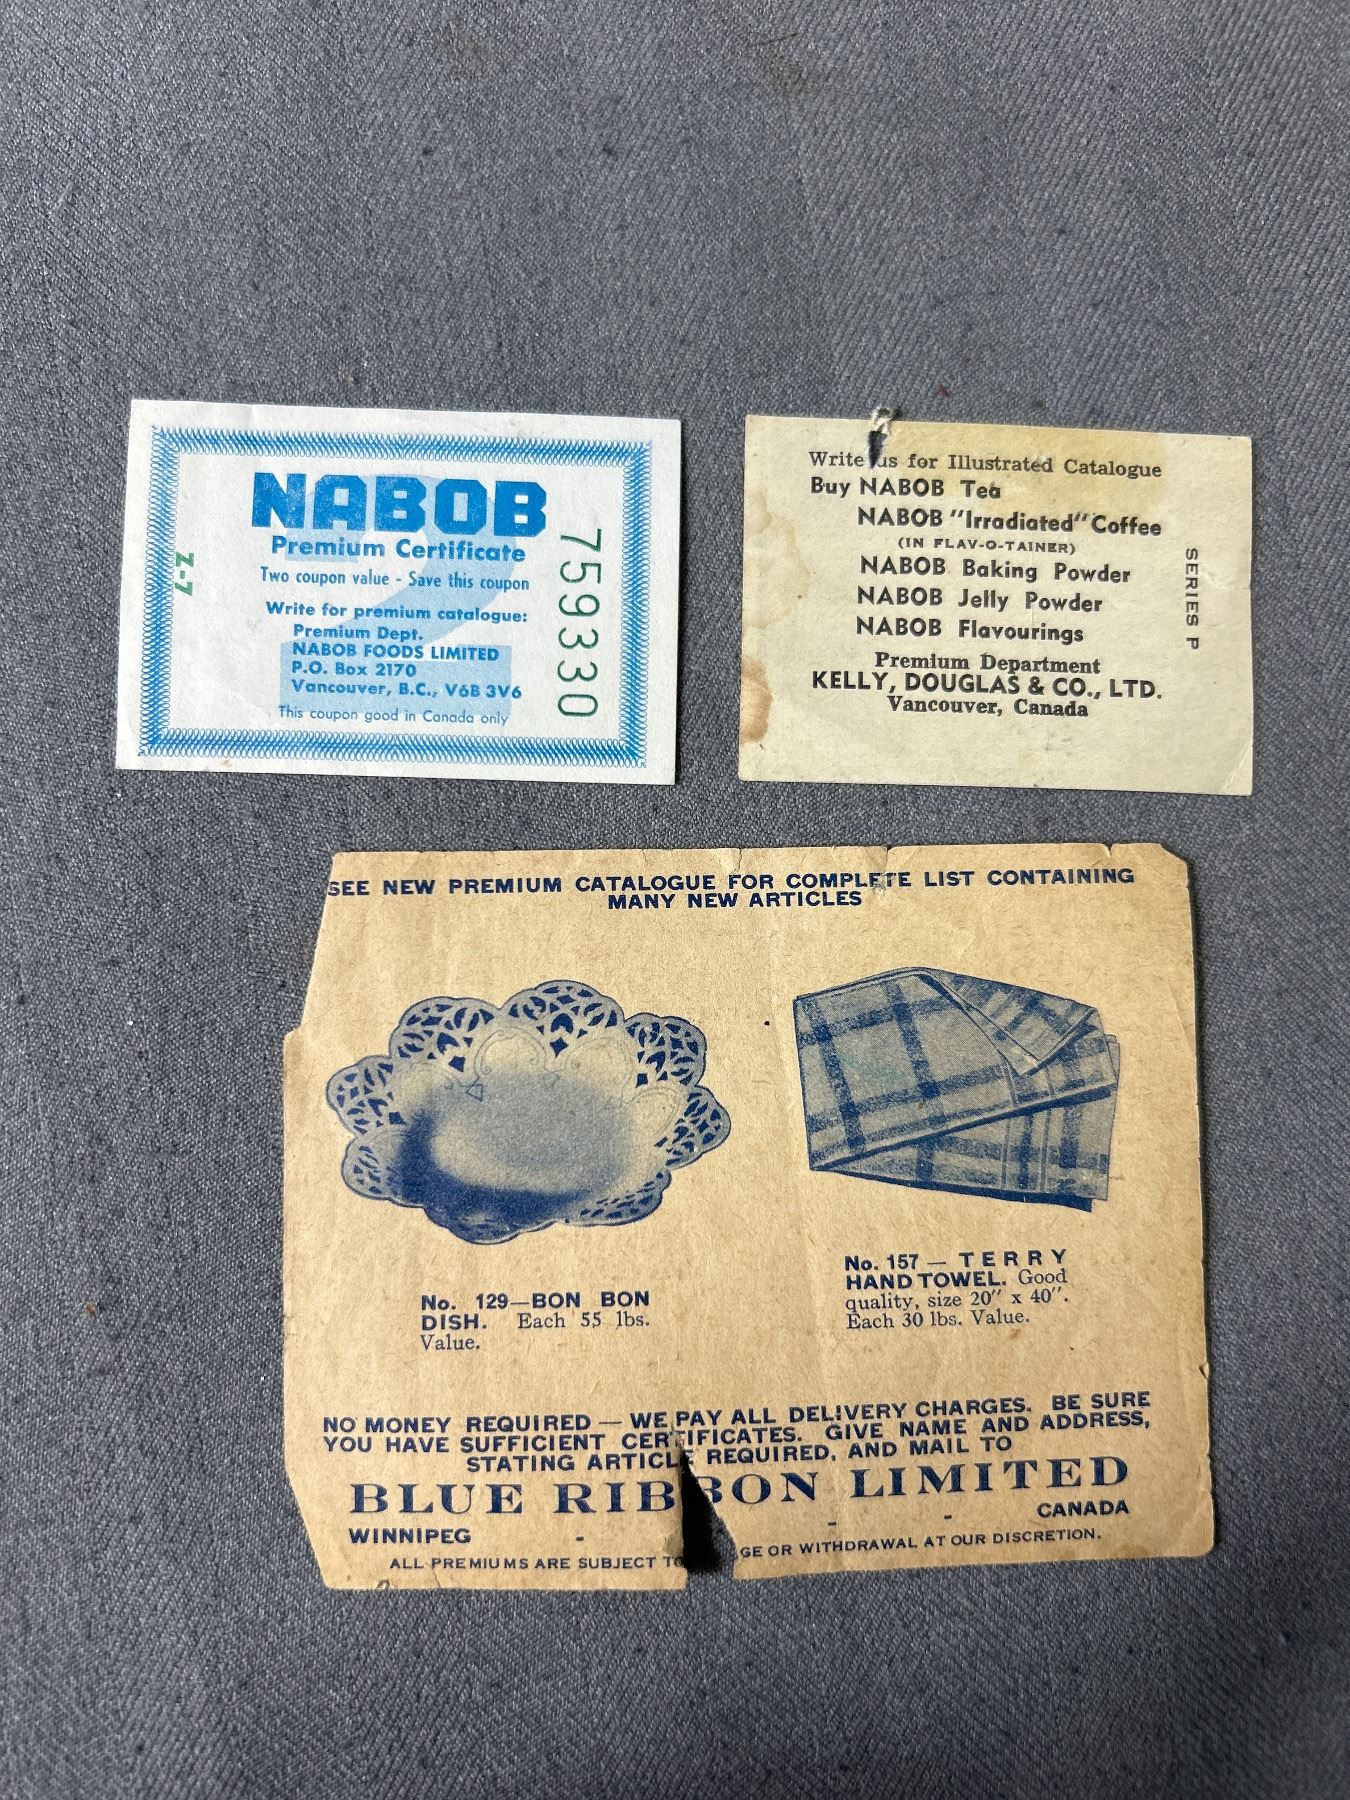 NABOB
Premium Certificate
Two coupon value - Save this coupon
Write for premium catalogue:
Premium Dept.
NABOB FOODS LIMITED
P.O. Box 2170
Vancouver, B.C., V6B 3V6
This coupon good in Canada only
Z-7
2
759330
Write us for Illustrated Catalogue
Buy NABOB Tea
NABOB "Irradiated" Coffee
(IN FLAV-O-TAINER)
NABOB Baking Powder
NABOB Jelly Powder
NABOB Flavourings
Premium Department
KELLY, DOUGLAS & CO., LTD.
Vancouver, Canada
SERIES P
SEE NEW PREMIUM CATALOGUE FOR COMPLETE LIST CONTAINING
MANY NEW ARTICLES
No. 129—BON BON
DISH. Each 55 lbs.
Value.
No. 157 — TERRY
HAND TOWEL. Good
quality, size 20" x 40".
Each 30 lbs. Value.
NO MONEY REQUIRED — WE PAY ALL DELIVERY CHARGES. BE SURE
YOU HAVE SUFFICIENT CERTIFICATES. GIVE NAME AND ADDRESS,
STATING ARTICLE REQUIRED, AND MAIL TO
BLUE RIBBON LIMITED
WINNIPEG - - - CANADA
ALL PREMIUMS ARE SUBJECT TO GE OR WITHDRAWAL AT OUR DISCRETION.